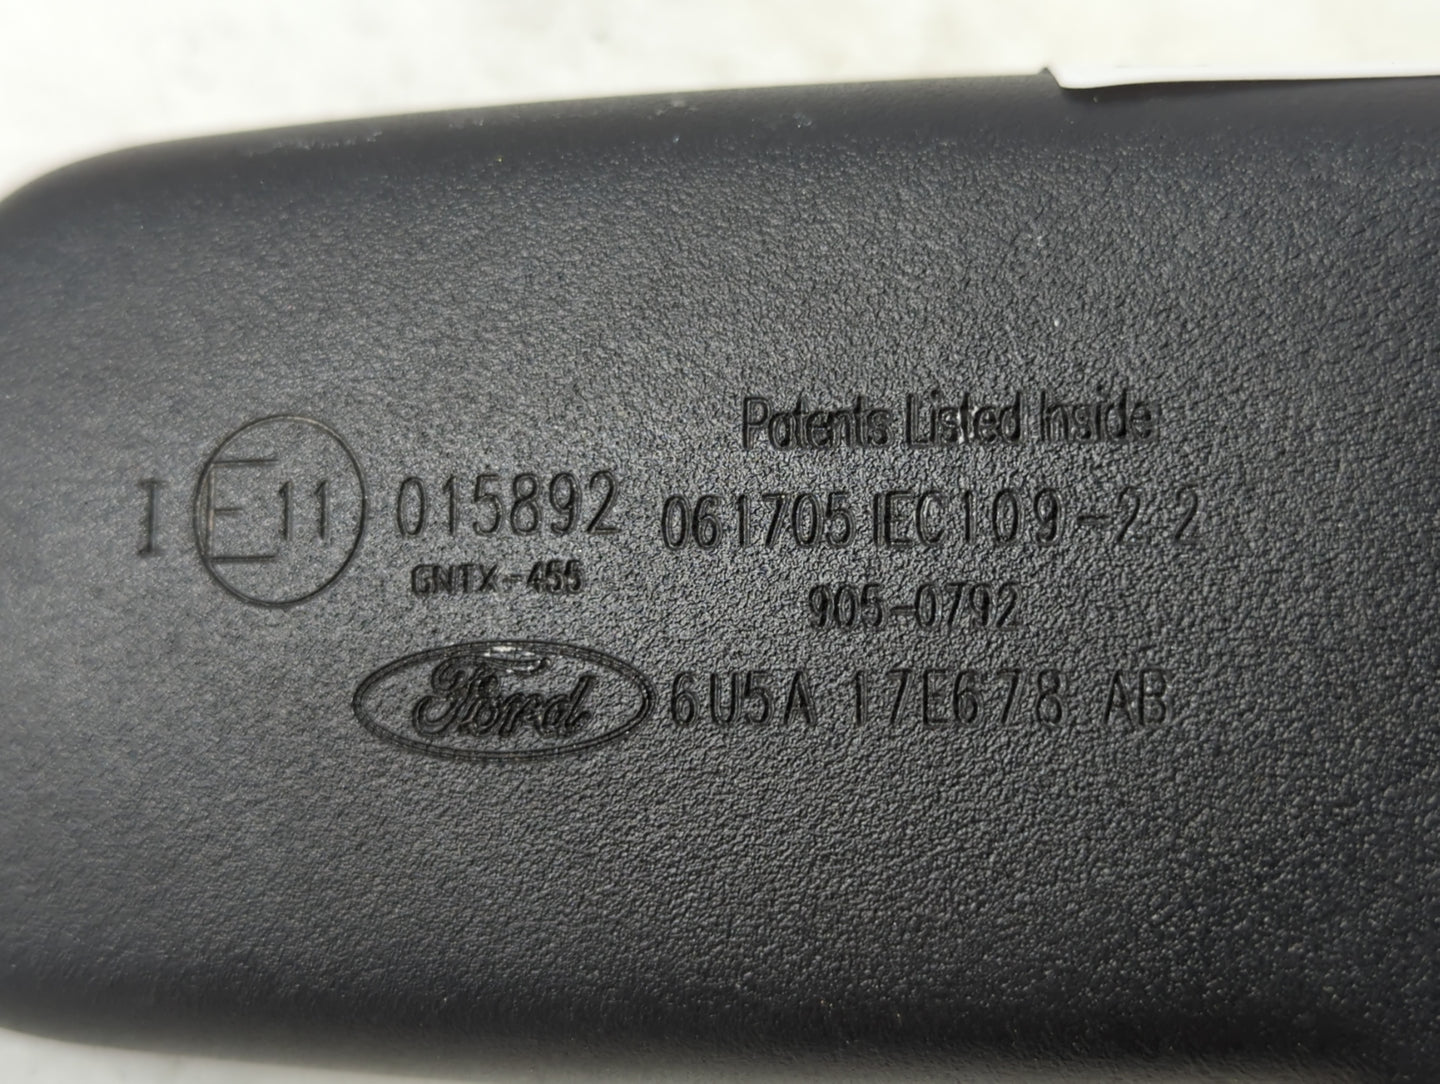 Patents Listed Inside
I E11 015892 061705 IEC109-2.2
GNTX-455 905-0792
Ford 6U5A 17E678 AB